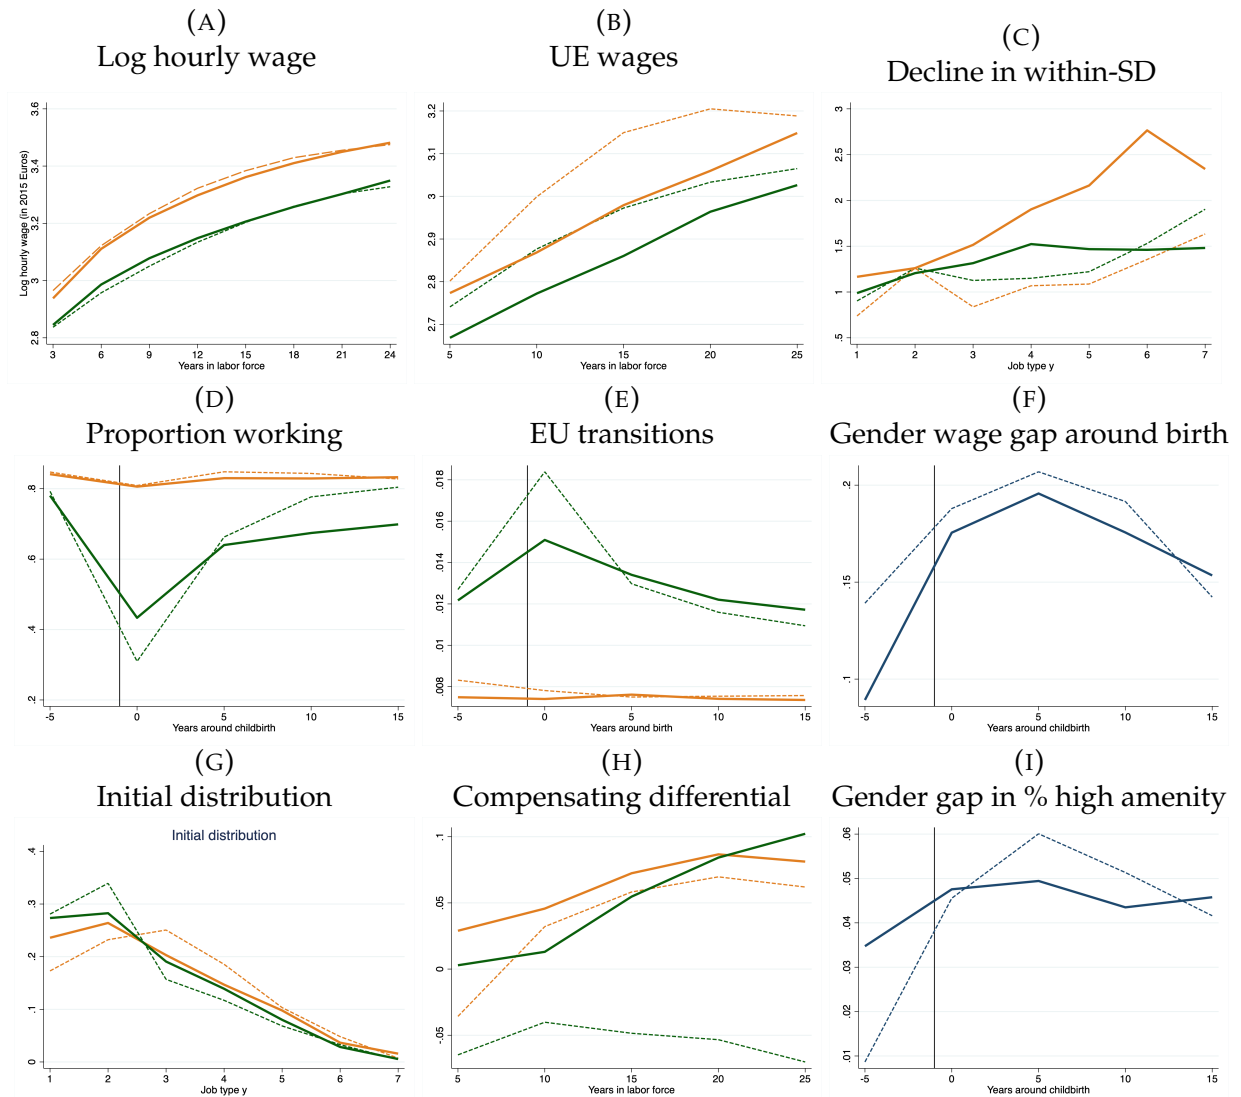 (A)
Log hourly wage
(B)
UE wages
(C)
Decline in within-SD
Log hourly wage (in 2015 Euros)
3.6
3.4
3.2
3
2.8
3 6 9 12 15 18 21 24
Years in labor force
3.2
3.1
3
2.9
2.8
2.7
5 10 15 20 25
Years in labor force
3
2.5
2
1.5
1
.5
1 2 3 4 5 6 7
Job type y
(D)
Proportion working
(E)
EU transitions
(F)
Gender wage gap around birth
.8
.6
.4
.2
-5 0 5 10 15
Years around childbirth
.018
.016
.014
.012
.01
.008
-5 0 5 10 15
Years around birth
.2
.15
.1
-5 0 5 10 15
Years around childbirth
(G)
Initial distribution
(H)
Compensating differential
(I)
Gender gap in % high amenity
Initial distribution
.4
.3
.2
.1
0
1 2 3 4 5 6 7
Job type y
.1
.05
0
-.05
5 10 15 20 25
Years in labor force
.06
.05
.04
.03
.02
.01
-5 0 5 10 15
Years around childbirth